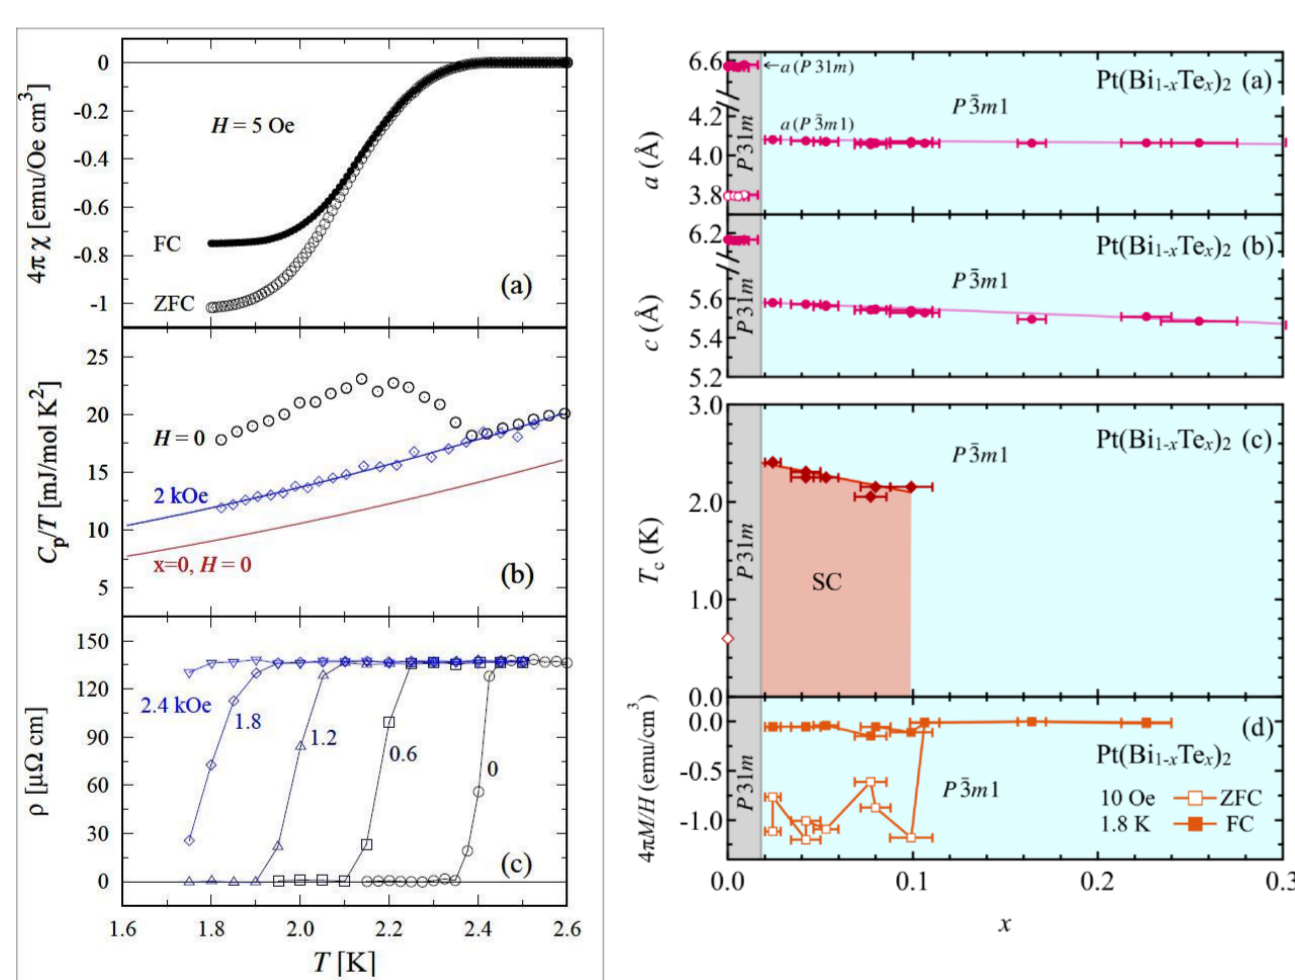 0
-0.2
-0.4
-0.6
-0.8
-1
4πχ [emu/Oe cm³]
H = 5 Oe
FC
ZFC
(a)
25
20
15
10
5
Cp/T [mJ/mol K²]
H = 0
2 kOe
x=0, H = 0
(b)
150
120
90
60
30
0
ρ [μΩ cm]
2.4 kOe
1.8
1.2
0.6
0
(c)
1.6 1.8 2.0 2.2 2.4 2.6
T [K]
6.6
4.2
4.0
3.8
a (Å)
←a (P31m)
Pt(Bi1-xTex)2 (a)
P3̄m1
a (P3̄m1)
P31m
6.2
5.6
5.4
5.2
c (Å)
Pt(Bi1-xTex)2 (b)
P3̄m1
P31m
3.0
2.0
1.0
0.0
Tc (K)
Pt(Bi1-xTex)2 (c)
P3̄m1
P31m
SC
0.0
-0.5
-1.0
4πM/H (emu/cm³)
(d)
Pt(Bi1-xTex)2
P3̄m1
P31m
10 Oe ZFC
1.8 K FC
0.0 0.1 0.2 0.3
x